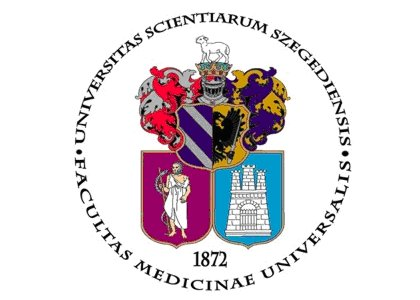 UNIVERSITAS SCIENTIARUM SZEGEDIENSIS
• FACULTAS MEDICINAE UNIVERSALIS •
1872